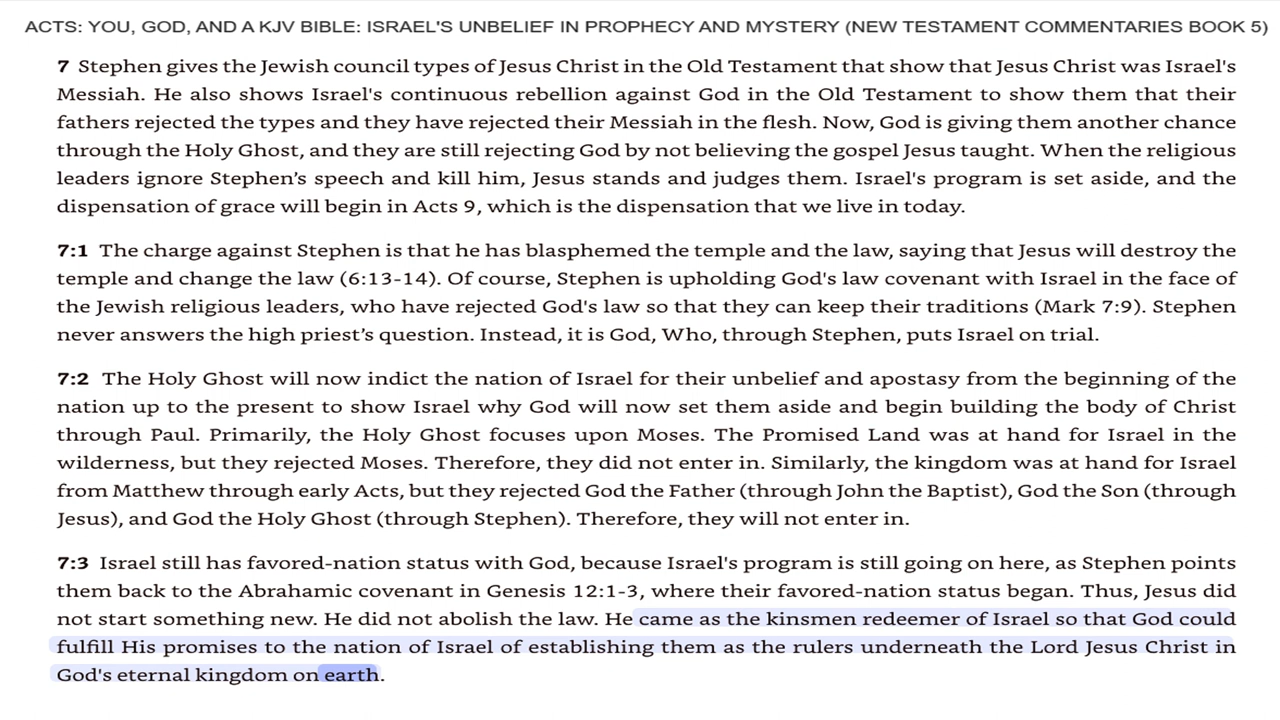 ACTS: YOU, GOD, AND A KJV BIBLE: ISRAEL'S UNBELIEF IN PROPHECY AND MYSTERY (NEW TESTAMENT COMMENTARIES BOOK 5)
7 Stephen gives the Jewish council types of Jesus Christ in the Old Testament that show that Jesus Christ was Israel's
Messiah. He also shows Israel's continuous rebellion against God in the Old Testament to show them that their
fathers rejected the types and they have rejected their Messiah in the flesh. Now, God is giving them another chance
through the Holy Ghost, and they are still rejecting God by not believing the gospel Jesus taught. When the religious
leaders ignore Stephen’s speech and kill him, Jesus stands and judges them. Israel's program is set aside, and the
dispensation of grace will begin in Acts 9, which is the dispensation that we live in today.
7:1 The charge against Stephen is that he has blasphemed the temple and the law, saying that Jesus will destroy the
temple and change the law (6:13-14). Of course, Stephen is upholding God's law covenant with Israel in the face of
the Jewish religious leaders, who have rejected God's law so that they can keep their traditions (Mark 7:9). Stephen
never answers the high priest’s question. Instead, it is God, Who, through Stephen, puts Israel on trial.
7:2 The Holy Ghost will now indict the nation of Israel for their unbelief and apostasy from the beginning of the
nation up to the present to show Israel why God will now set them aside and begin building the body of Christ
through Paul. Primarily, the Holy Ghost focuses upon Moses. The Promised Land was at hand for Israel in the
wilderness, but they rejected Moses. Therefore, they did not enter in. Similarly, the kingdom was at hand for Israel
from Matthew through early Acts, but they rejected God the Father (through John the Baptist), God the Son (through
Jesus), and God the Holy Ghost (through Stephen). Therefore, they will not enter in.
7:3 Israel still has favored-nation status with God, because Israel's program is still going on here, as Stephen points
them back to the Abrahamic covenant in Genesis 12:1-3, where their favored-nation status began. Thus, Jesus did
not start something new. He did not abolish the law. He came as the kinsmen redeemer of Israel so that God could
fulfill His promises to the nation of Israel of establishing them as the rulers underneath the Lord Jesus Christ in
God's eternal kingdom on earth.